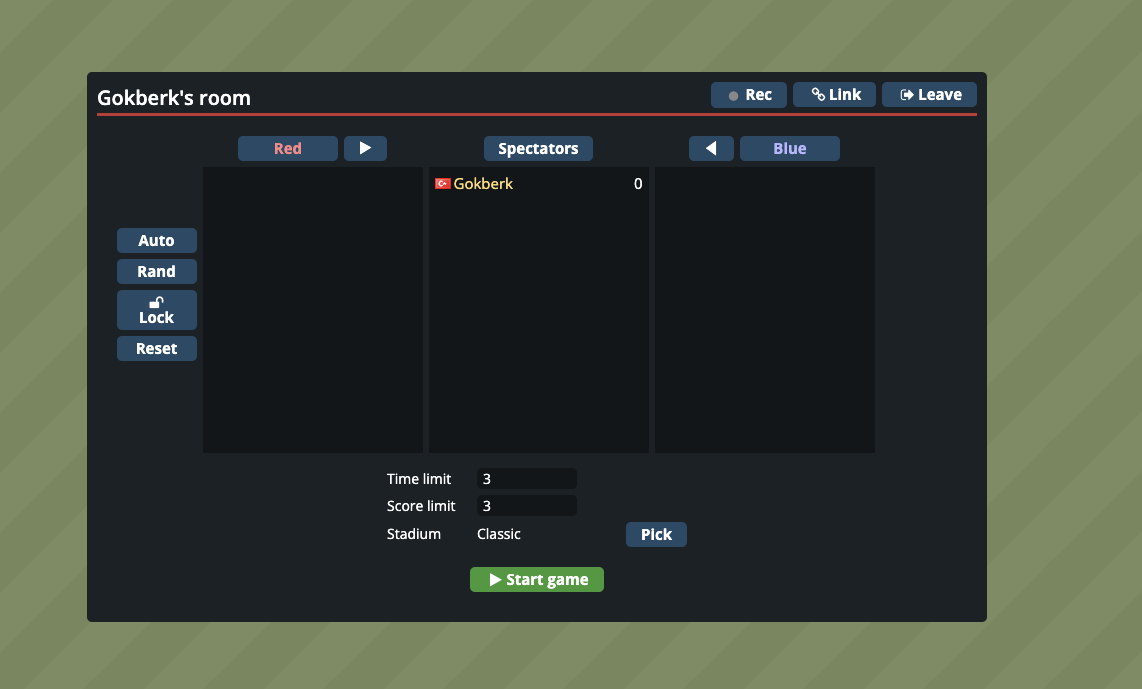 Gokberk's room
Rec
Link
Leave
Red
Spectators
Blue
Gokberk 0
Auto
Rand
Lock
Reset
Time limit 3
Score limit 3
Stadium Classic Pick
Start game